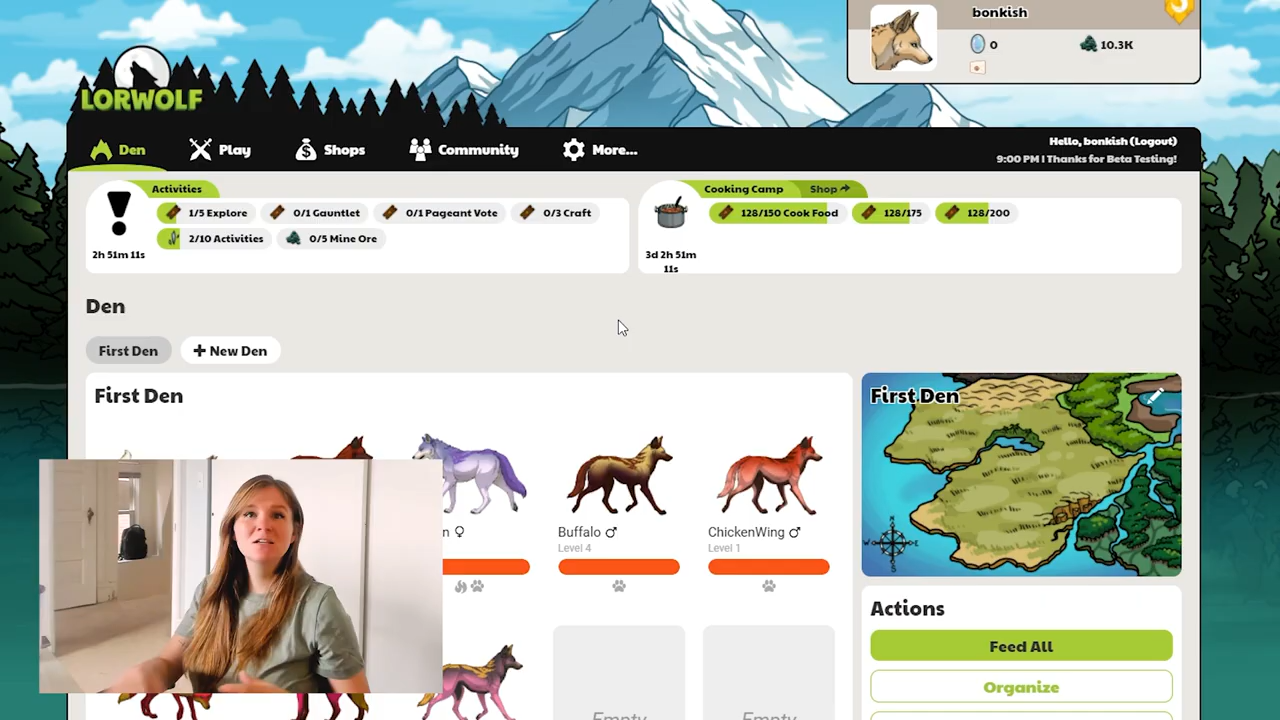 bonkish
0
10.3K
LORWOLF
Den
Play
Shops
Community
More...
Hello, bonkish (Logout)
9:00 PM | Thanks for Beta Testing!
Activities
1/5 Explore
0/1 Gauntlet
0/1 Pageant Vote
0/3 Craft
2/10 Activities
0/5 Mine Ore
2h 51m 11s
Cooking Camp
Shop
128/150 Cook Food
128/175
128/200
3d 2h 51m
11s
Den
First Den
+ New Den
First Den
First Den
n ♀
Buffalo ♂
Level 4
ChickenWing ♂
Level 1
Actions
Feed All
Organize
Empty
Empty